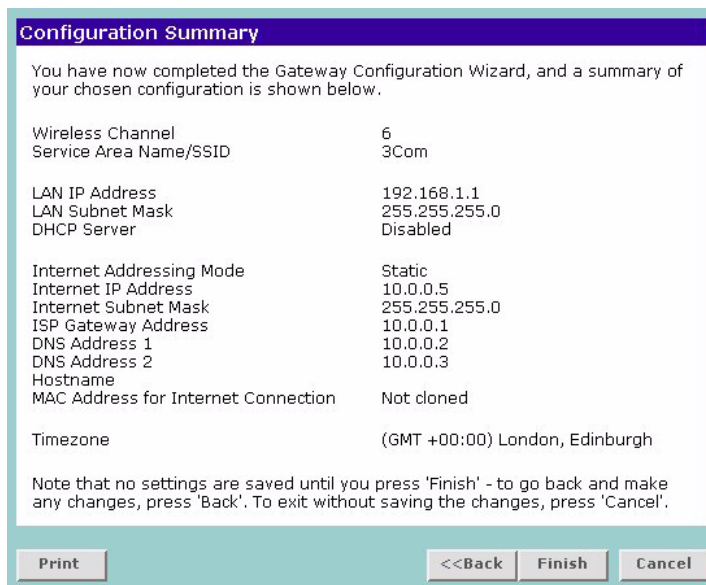 Configuration Summary
You have now completed the Gateway Configuration Wizard, and a summary of
your chosen configuration is shown below.
Wireless Channel 6
Service Area Name/SSID 3Com
LAN IP Address 192.168.1.1
LAN Subnet Mask 255.255.255.0
DHCP Server Disabled
Internet Addressing Mode Static
Internet IP Address 10.0.0.5
Internet Subnet Mask 255.255.255.0
ISP Gateway Address 10.0.0.1
DNS Address 1 10.0.0.2
DNS Address 2 10.0.0.3
Hostname
MAC Address for Internet Connection Not cloned
Timezone (GMT +00:00) London, Edinburgh
Note that no settings are saved until you press 'Finish' - to go back and make
any changes, press 'Back'. To exit without saving the changes, press 'Cancel'.
Print <<Back Finish Cancel